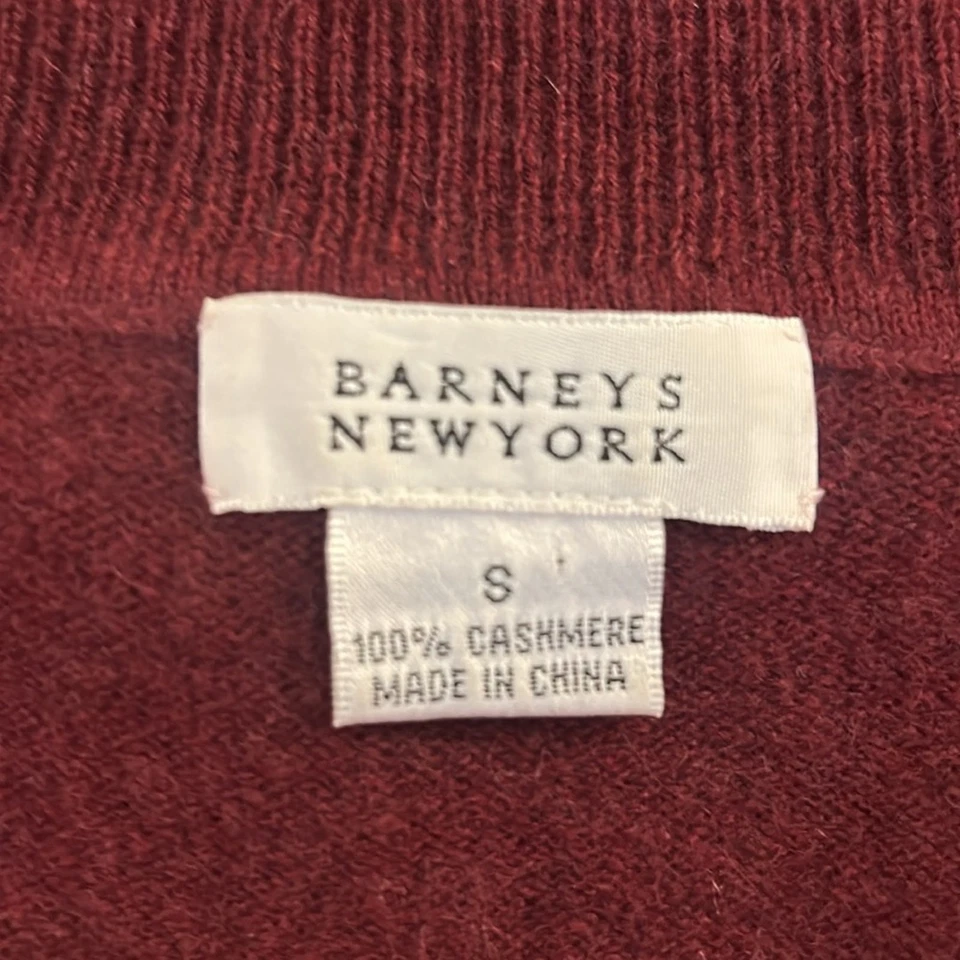 BARNEYS
NEWYORK
S
100% CASHMERE
MADE IN CHINA